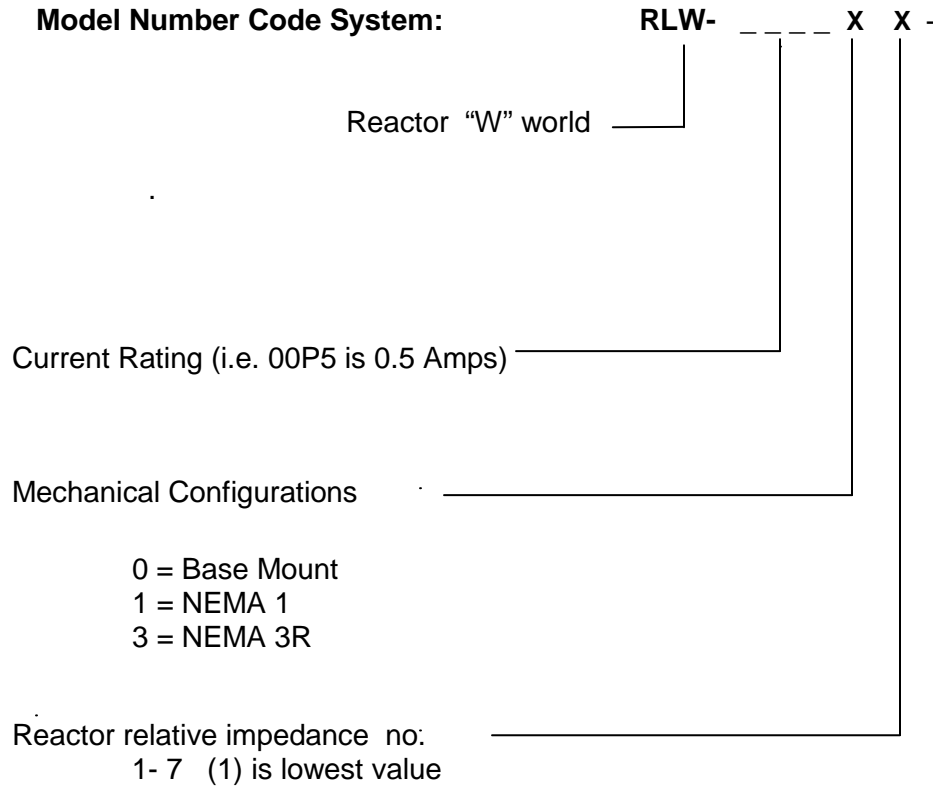 Model Number Code System: RLW- _ _ _ _ X X -
Reactor "W" world
Current Rating (i.e. 00P5 is 0.5 Amps)
Mechanical Configurations
0 = Base Mount
1 = NEMA 1
3 = NEMA 3R
Reactor relative impedance no.
1- 7 (1) is lowest value